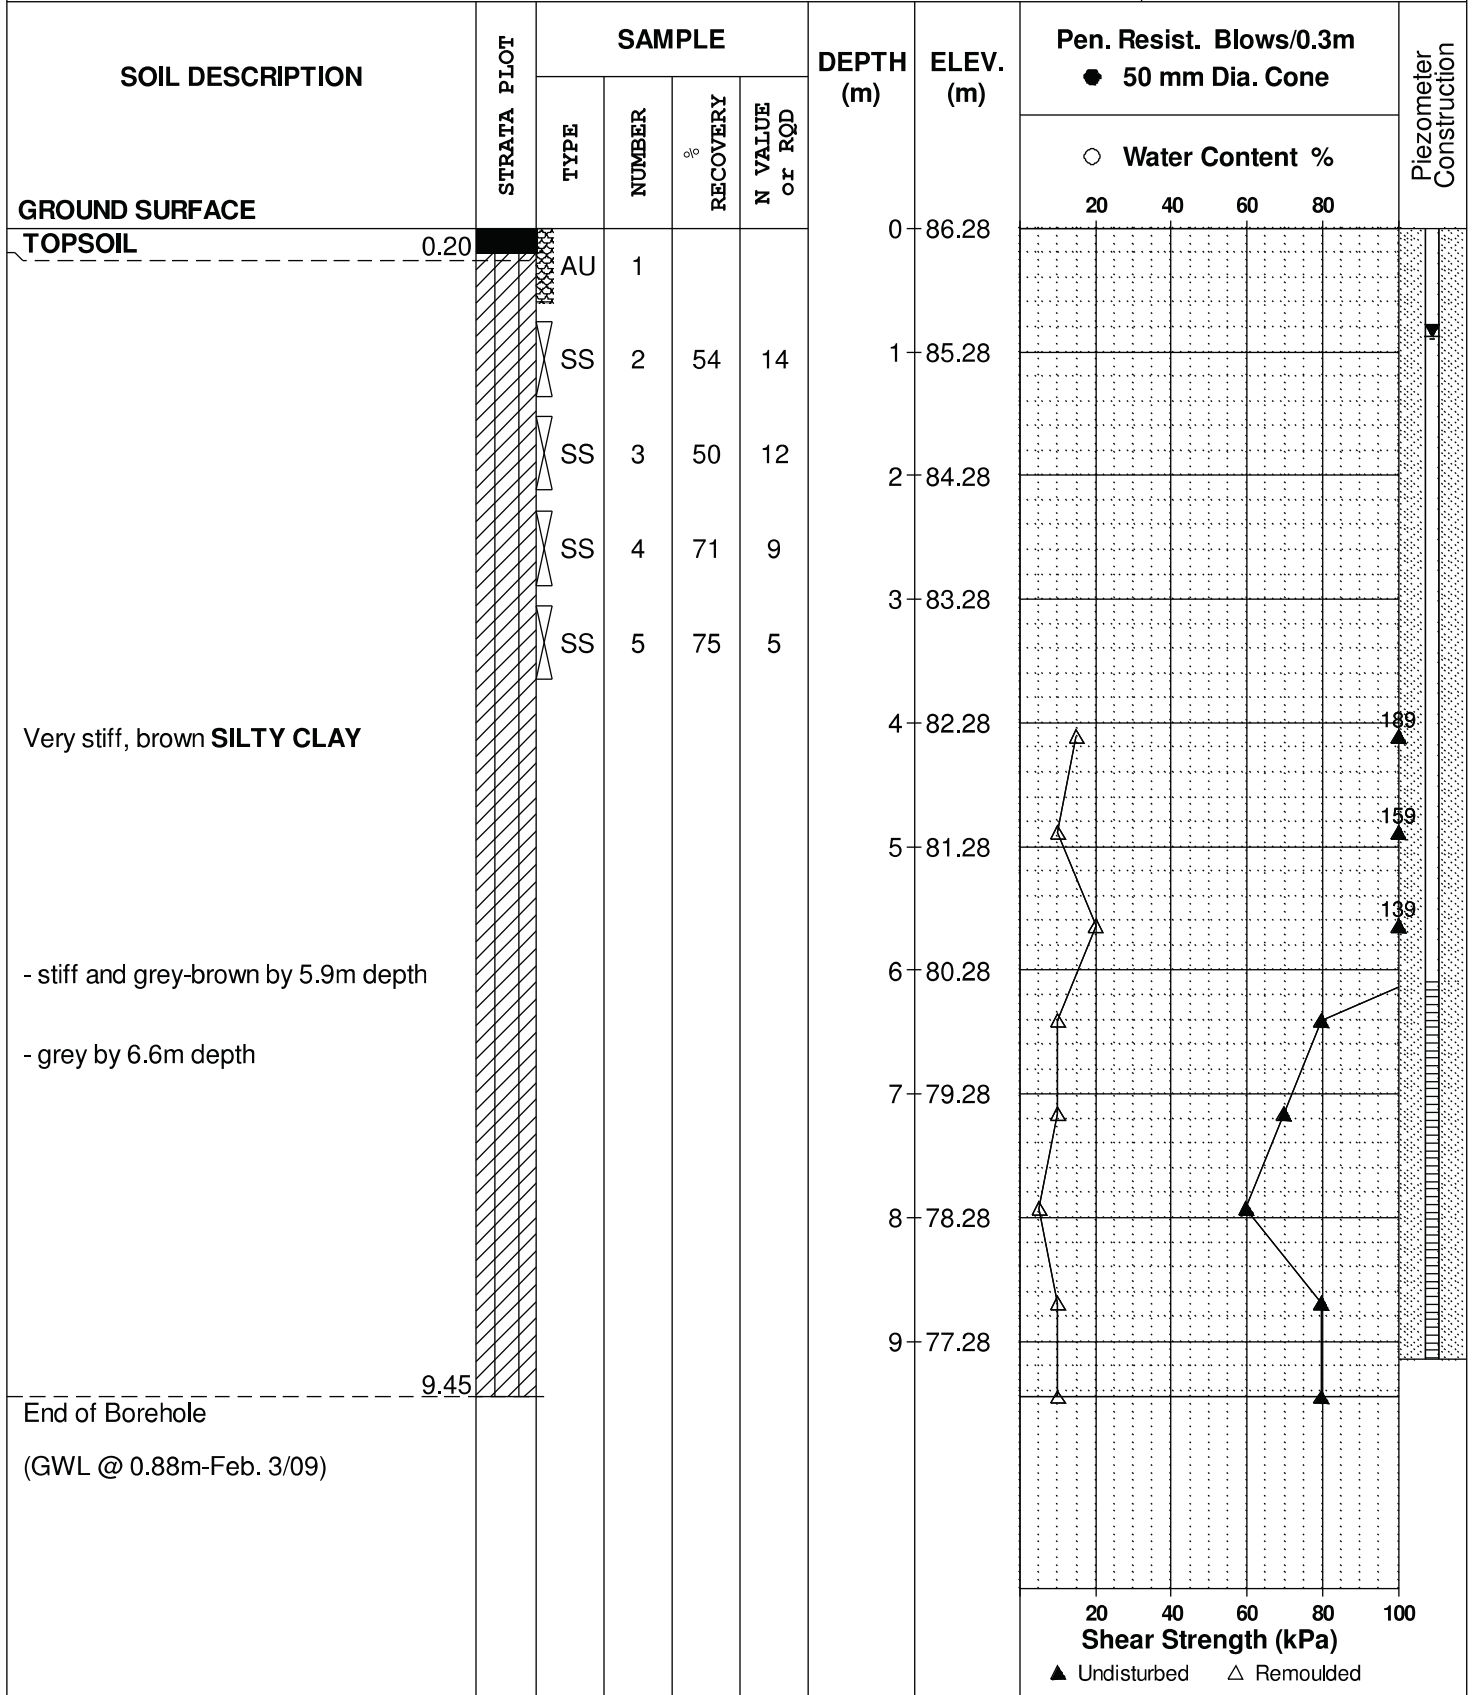 SOIL DESCRIPTION
GROUND SURFACE
STRATA PLOT
SAMPLE
TYPE
NUMBER
%
RECOVERY
N VALUE
or RQD
DEPTH
(m)
ELEV.
(m)
Pen. Resist. Blows/0.3m
● 50 mm Dia. Cone
○ Water Content %
20 40 60 80
Piezometer
Construction
0 86.28
TOPSOIL 0.20
AU 1
SS 2 54 14
1 85.28
SS 3 50 12
2 84.28
SS 4 71 9
3 83.28
SS 5 75 5
4 82.28
189
Very stiff, brown SILTY CLAY
159
5 81.28
139
6 80.28
- stiff and grey-brown by 5.9m depth
- grey by 6.6m depth
7 79.28
8 78.28
9 77.28
9.45
End of Borehole
(GWL @ 0.88m-Feb. 3/09)
20 40 60 80 100
Shear Strength (kPa)
▲ Undisturbed △ Remoulded